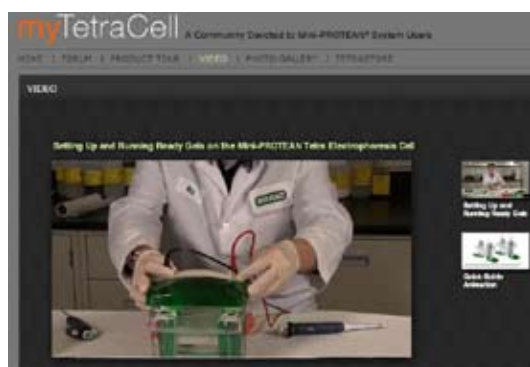 myTetraCell A Community Devoted to Mini-PROTEAN® System Users
HOME | FORUM | PRODUCT TOUR | VIDEO | PHOTO GALLERY | TETRASTORE
VIDEO
Setting Up and Running Ready Gels on the Mini-PROTEAN Tetra Electrophoresis Cell
BIO-RAD
Setting Up and
Running Ready Gels
Quick Guide
Animation